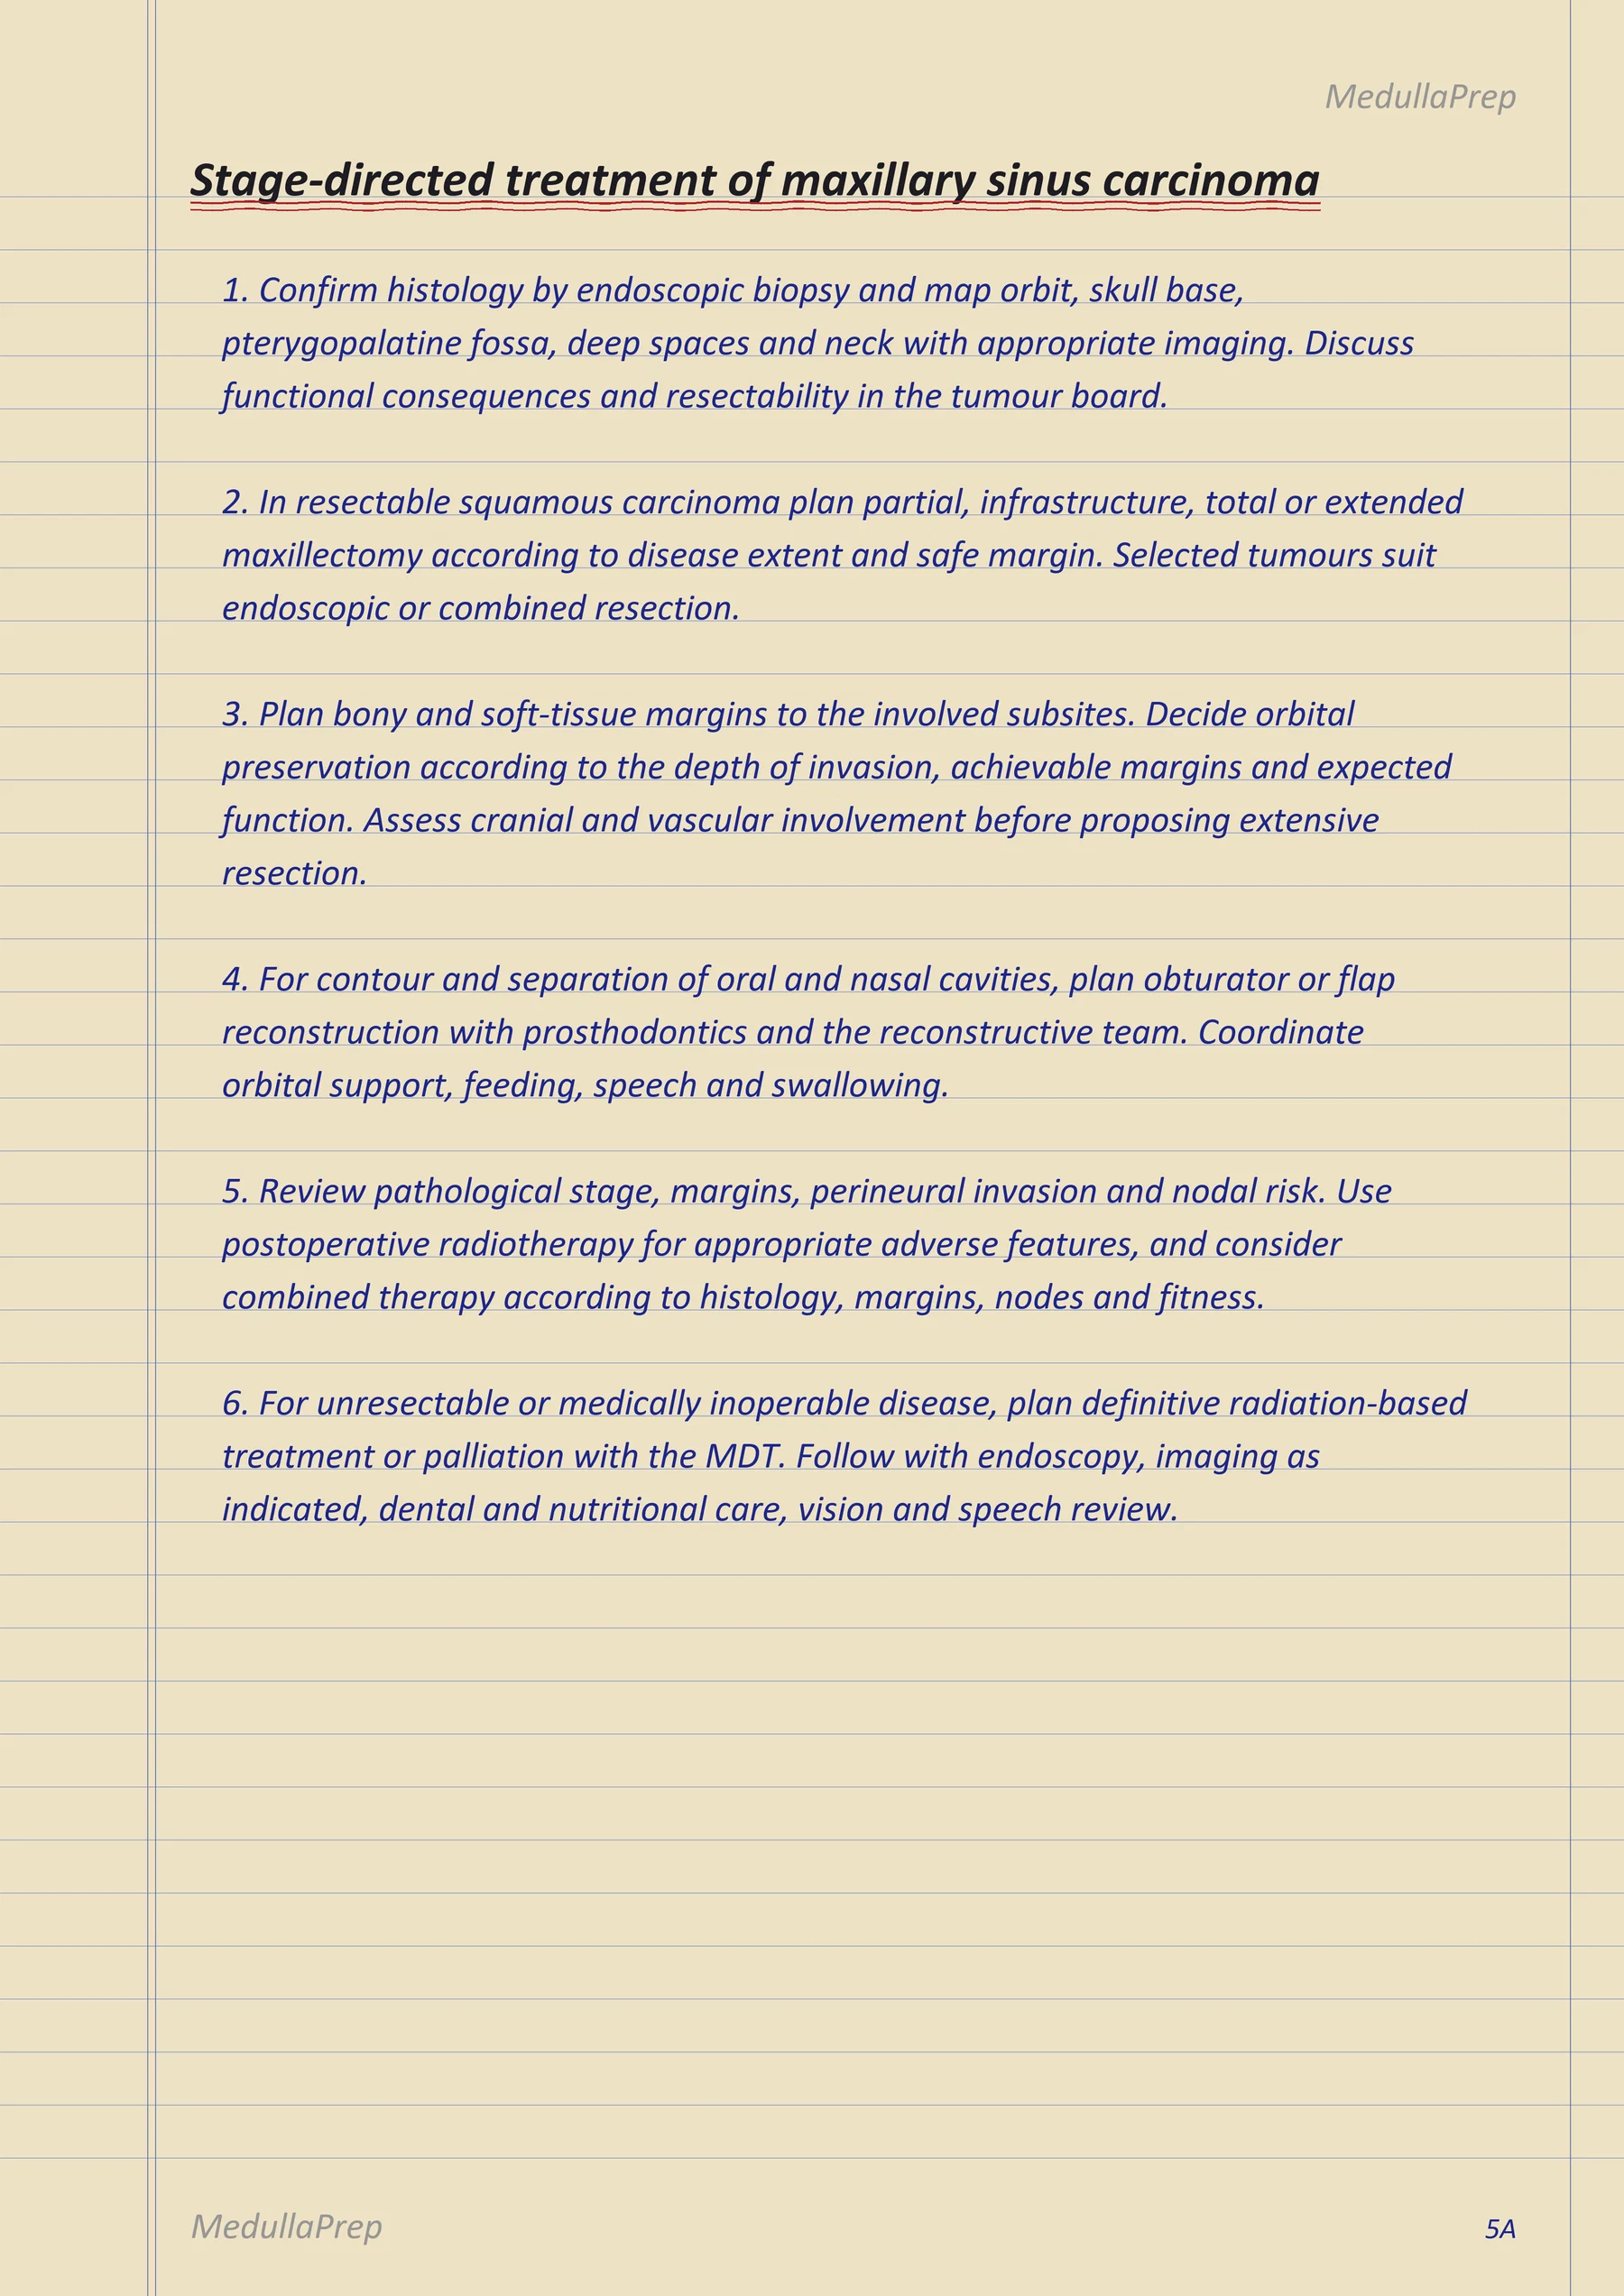 MedullaPrep
Stage-directed treatment of maxillary sinus carcinoma
1. Confirm histology by endoscopic biopsy and map orbit, skull base,
pterygopalatine fossa, deep spaces and neck with appropriate imaging. Discuss
functional consequences and resectability in the tumour board.
2. In resectable squamous carcinoma plan partial, infrastructure, total or extended
maxillectomy according to disease extent and safe margin. Selected tumours suit
endoscopic or combined resection.
3. Plan bony and soft-tissue margins to the involved subsites. Decide orbital
preservation according to the depth of invasion, achievable margins and expected
function. Assess cranial and vascular involvement before proposing extensive
resection.
4. For contour and separation of oral and nasal cavities, plan obturator or flap
reconstruction with prosthodontics and the reconstructive team. Coordinate
orbital support, feeding, speech and swallowing.
5. Review pathological stage, margins, perineural invasion and nodal risk. Use
postoperative radiotherapy for appropriate adverse features, and consider
combined therapy according to histology, margins, nodes and fitness.
6. For unresectable or medically inoperable disease, plan definitive radiation-based
treatment or palliation with the MDT. Follow with endoscopy, imaging as
indicated, dental and nutritional care, vision and speech review.
MedullaPrep
5A